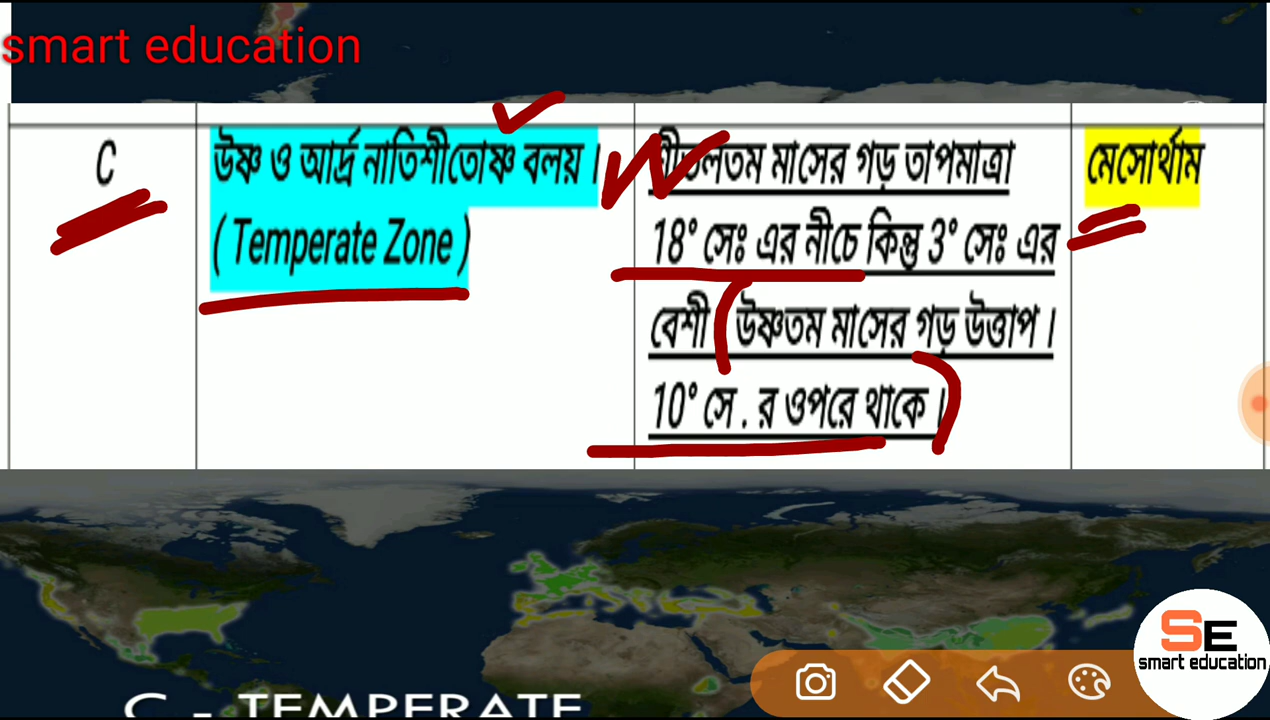 smart education
C
উষ্ণ ও আর্দ্র নাতিশীতোষ্ণ বলয় ।
( Temperate Zone )
শীতলতম মাসের গড় তাপমাত্রা
18° সেঃ এর নীচে কিন্তু 3° সেঃ এর
বেশী উষ্ণতম মাসের গড় উত্তাপ ।
10° সে . র ওপরে থাকে ।
মেসোর্থাম
C - TEMPERATE
SE
smart education